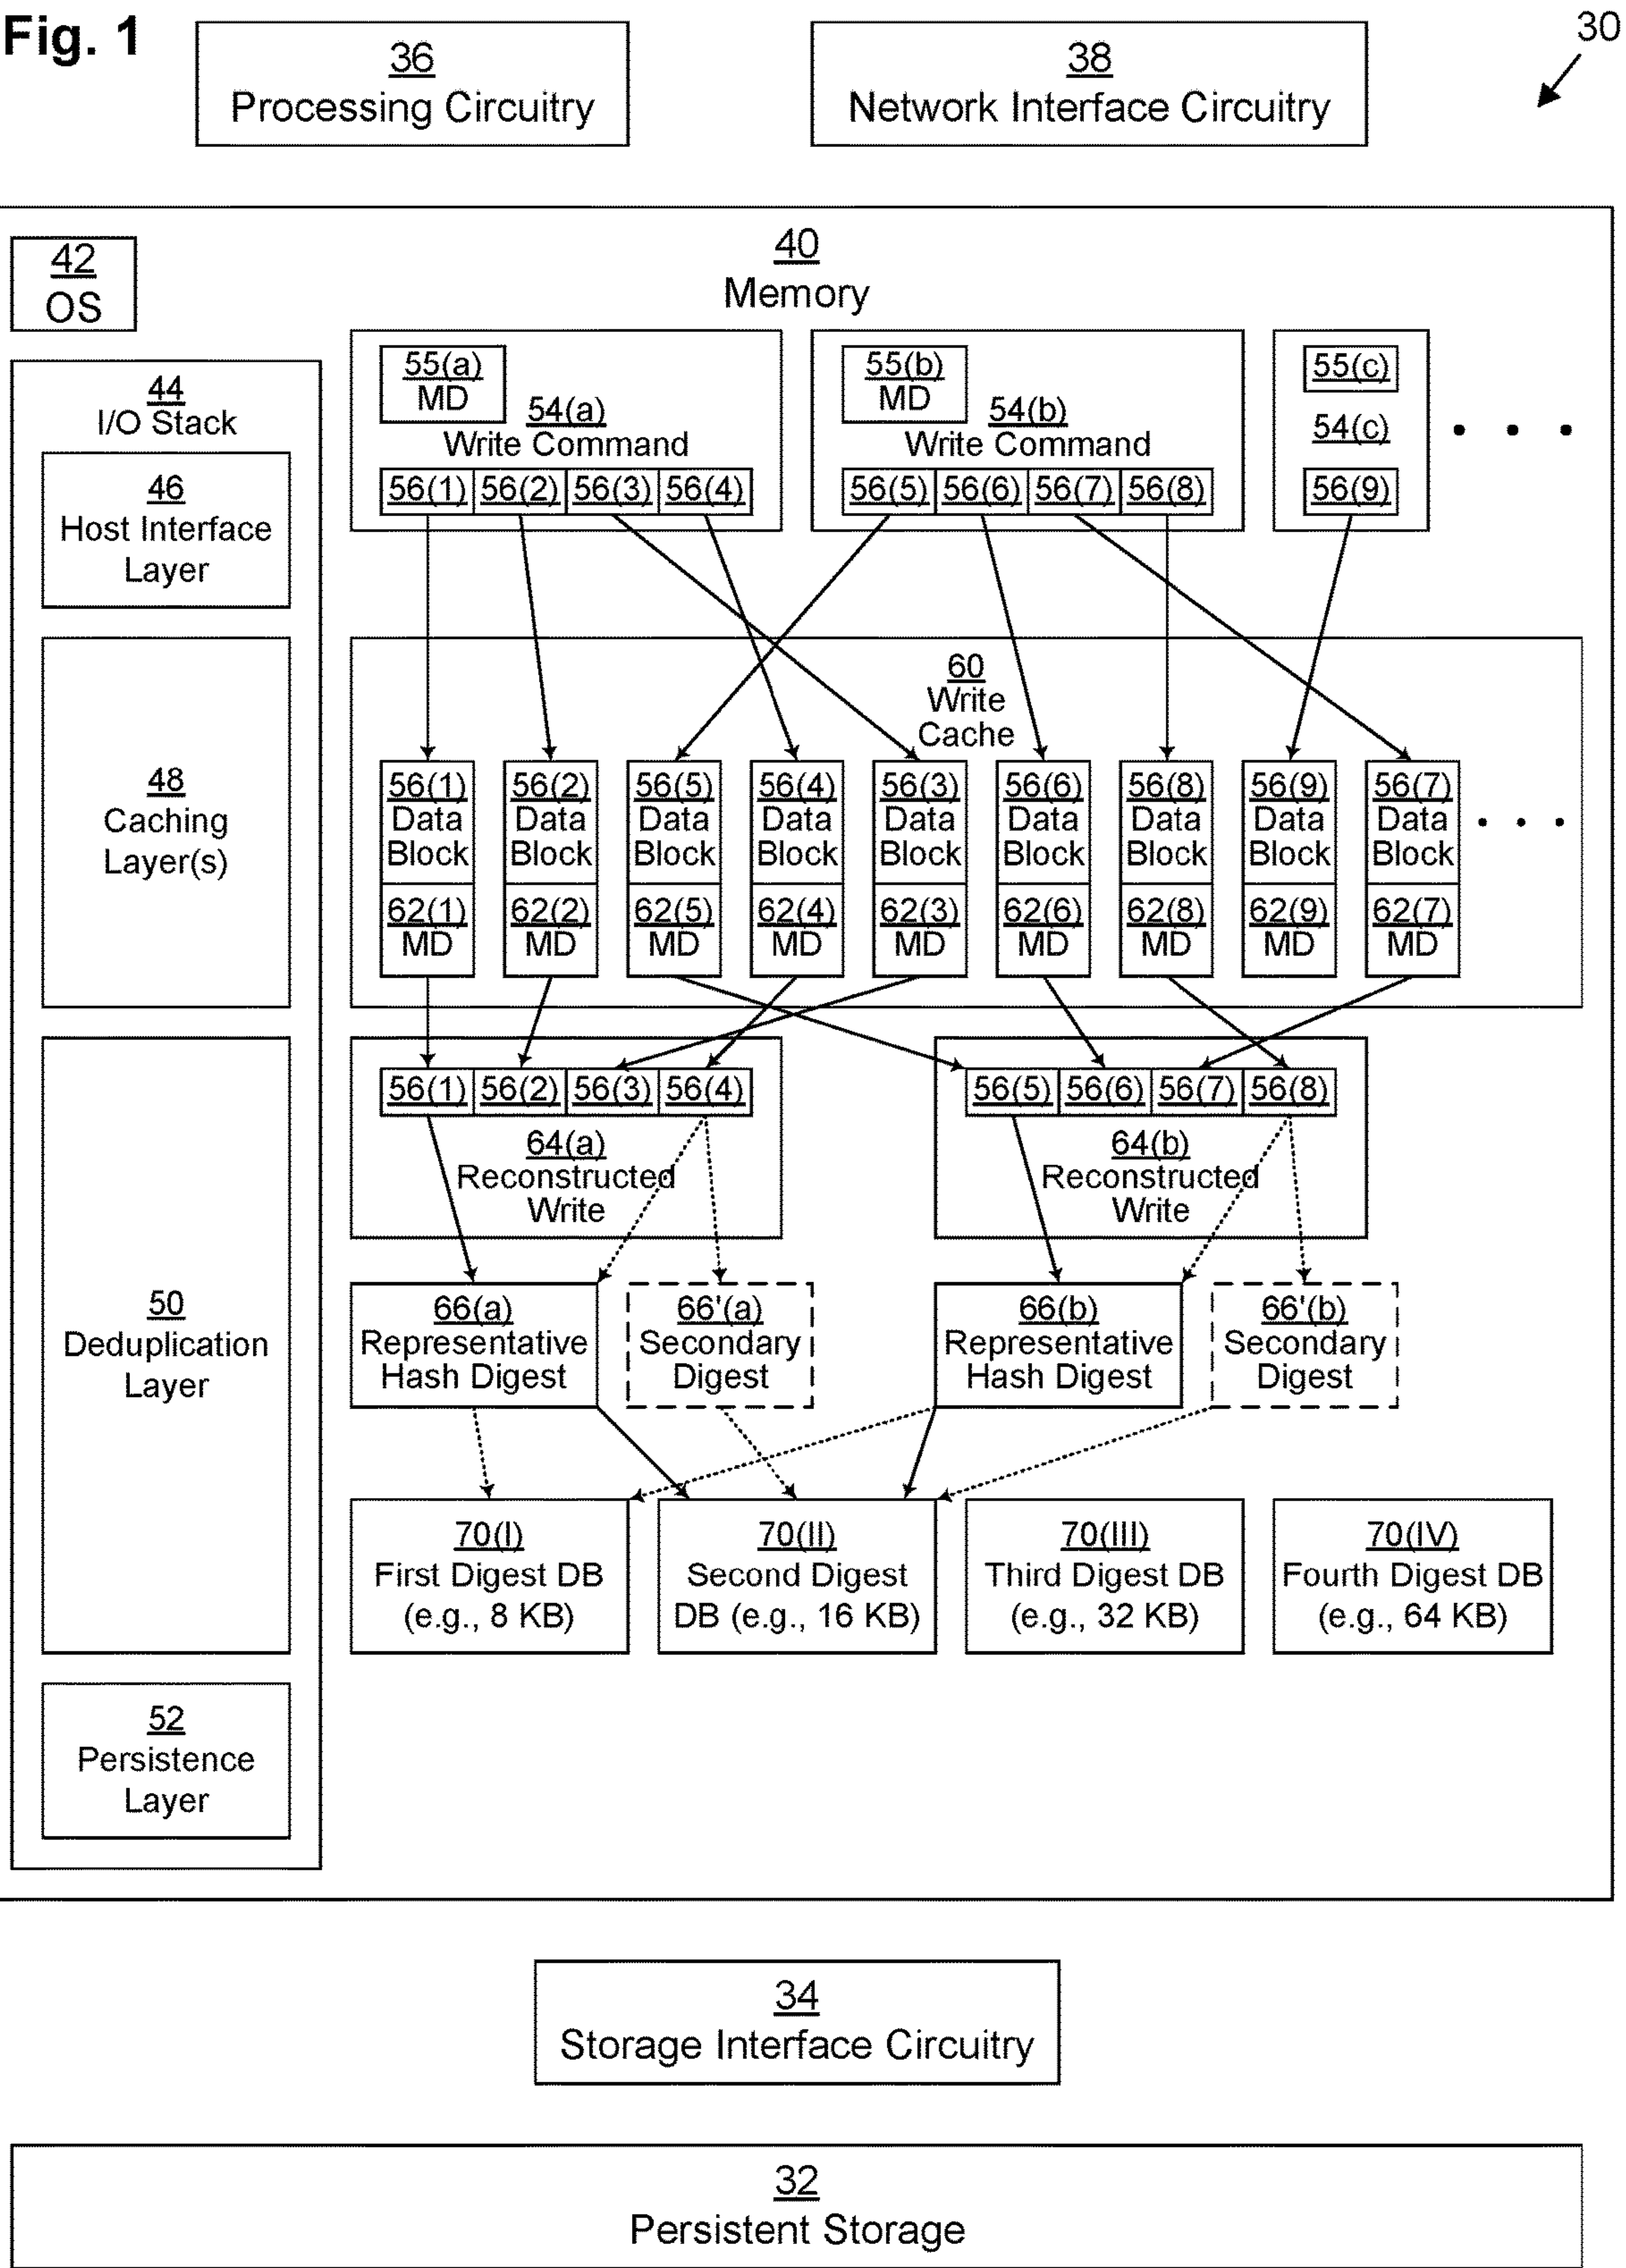 Fig. 1
30
36
Processing Circuitry
38
Network Interface Circuitry
40
Memory
42
OS
44
I/O Stack
46
Host Interface
Layer
48
Caching
Layer(s)
50
Deduplication
Layer
52
Persistence
Layer
55(a)
MD
54(a)
Write Command
56(1) 56(2) 56(3) 56(4)
55(b)
MD
54(b)
Write Command
56(5) 56(6) 56(7) 56(8)
55(c)
54(c)
56(9)
• • •
60
Write
Cache
56(1) 56(2) 56(5) 56(4) 56(3) 56(6) 56(8) 56(9) 56(7)
Data Data Data Data Data Data Data Data Data
Block Block Block Block Block Block Block Block Block
62(1) 62(2) 62(5) 62(4) 62(3) 62(6) 62(8) 62(9) 62(7)
MD MD MD MD MD MD MD MD MD
• • •
56(1) 56(2) 56(3) 56(4)
64(a)
Reconstructed
Write
56(5) 56(6) 56(7) 56(8)
64(b)
Reconstructed
Write
66(a)
Representative
Hash Digest
66'(a)
Secondary
Digest
66(b)
Representative
Hash Digest
66'(b)
Secondary
Digest
70(I)
First Digest DB
(e.g., 8 KB)
70(II)
Second Digest
DB (e.g., 16 KB)
70(III)
Third Digest DB
(e.g., 32 KB)
70(IV)
Fourth Digest DB
(e.g., 64 KB)
34
Storage Interface Circuitry
32
Persistent Storage